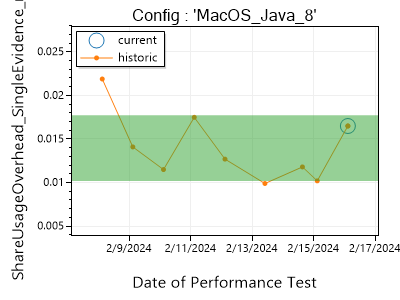 Config : 'MacOS_Java_8'
ShareUsageOverhead_SingleEvidence_
current
historic
0.025
0.02
0.015
0.01
0.005
2/9/2024
2/11/2024
2/13/2024
2/15/2024
2/17/2024
Date of Performance Test